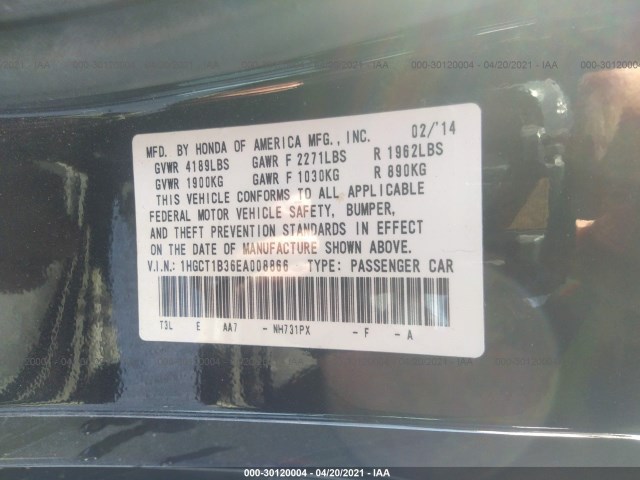 000-30120004 - 04/20/2021 - IAA
MFD. BY HONDA OF AMERICA MFG., INC. 02/'14
GVWR 4189LBS GAWR F 2271LBS R 1962LBS
GVWR 1900KG GAWR F 1030KG R 890KG
THIS VEHICLE CONFORMS TO ALL APPLICABLE
FEDERAL MOTOR VEHICLE SAFETY, BUMPER,
AND THEFT PREVENTION STANDARDS IN EFFECT
ON THE DATE OF MANUFACTURE SHOWN ABOVE.
V.I.N.: 1HGCT1B36EA008866 TYPE: PASSENGER CAR
T3L E AA7 - NH731PX - F - A
000-30120004 - 04/20/2021 - IAA